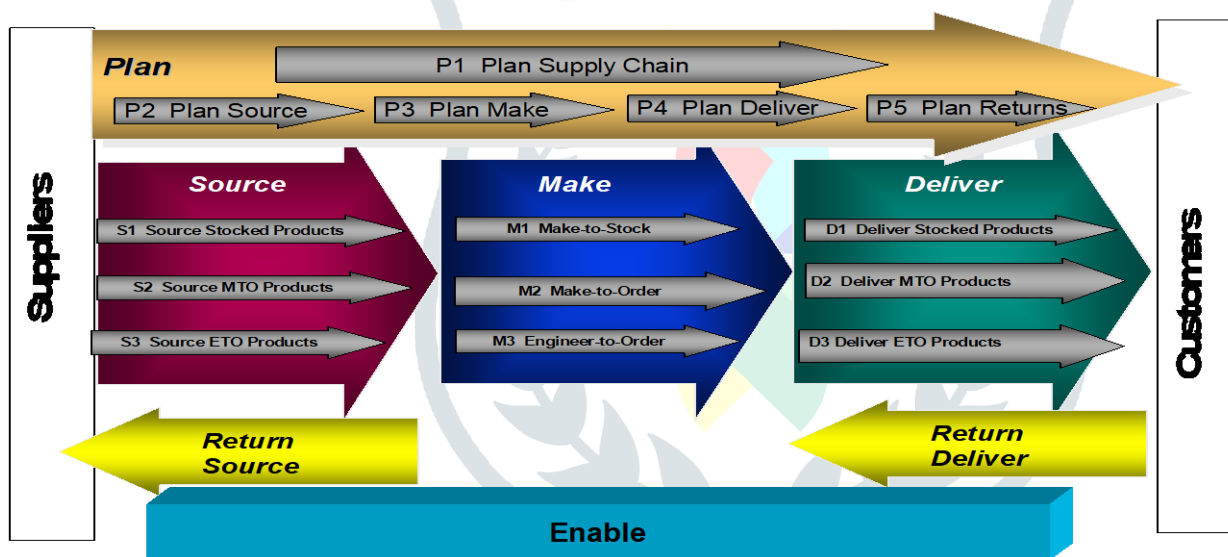 Plan
P1 Plan Supply Chain
P2 Plan Source
P3 Plan Make
P4 Plan Deliver
P5 Plan Returns
Suppliers
Source
S1 Source Stocked Products
S2 Source MTO Products
S3 Source ETO Products
Make
M1 Make-to-Stock
M2 Make-to-Order
M3 Engineer-to-Order
Deliver
D1 Deliver Stocked Products
D2 Deliver MTO Products
D3 Deliver ETO Products
Customers
Return
Source
Return
Deliver
Enable